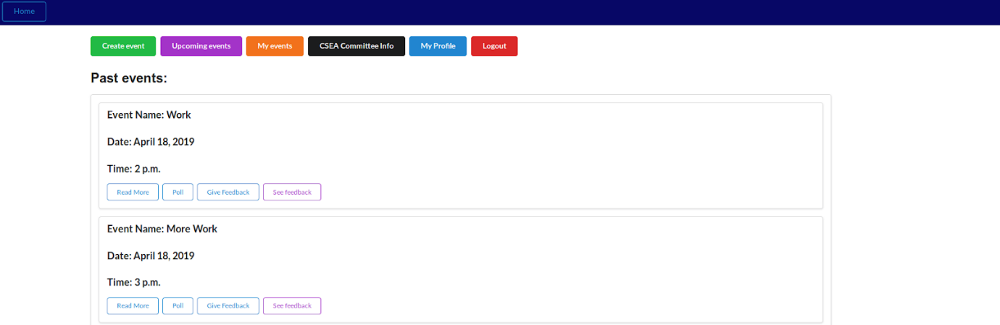 Home
Create event Upcoming events My events CSEA Committee Info My Profile Logout
Past events:
Event Name: Work
Date: April 18, 2019
Time: 2 p.m.
Read More Poll Give Feedback See feedback
Event Name: More Work
Date: April 18, 2019
Time: 3 p.m.
Read More Poll Give Feedback See feedback